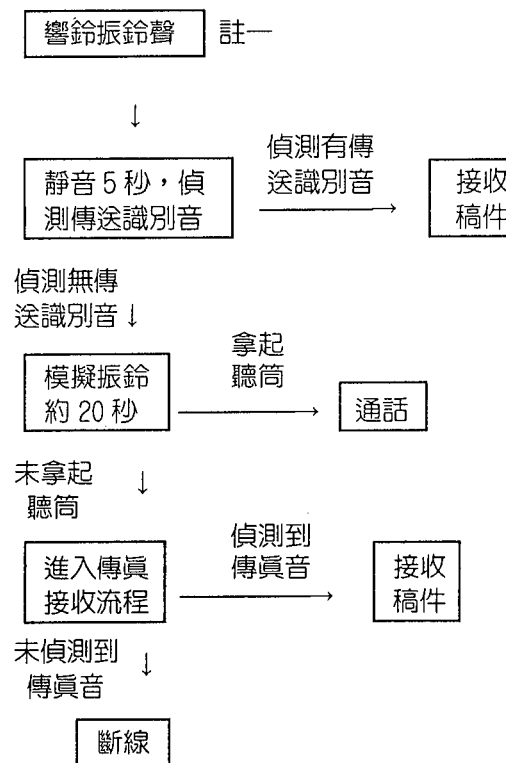 響鈴振鈴聲 註一
↓
偵測有傳
送識別音
靜音5秒,偵
測傳送識別音
接收
稿件
偵測無傳
送識別音↓
拿起
聽筒
模擬振鈴
約20秒
通話
未拿起
聽筒
↓
偵測到
傳眞音
進入傳眞
接收流程
接收
稿件
未偵測到
傳眞音
↓
斷線